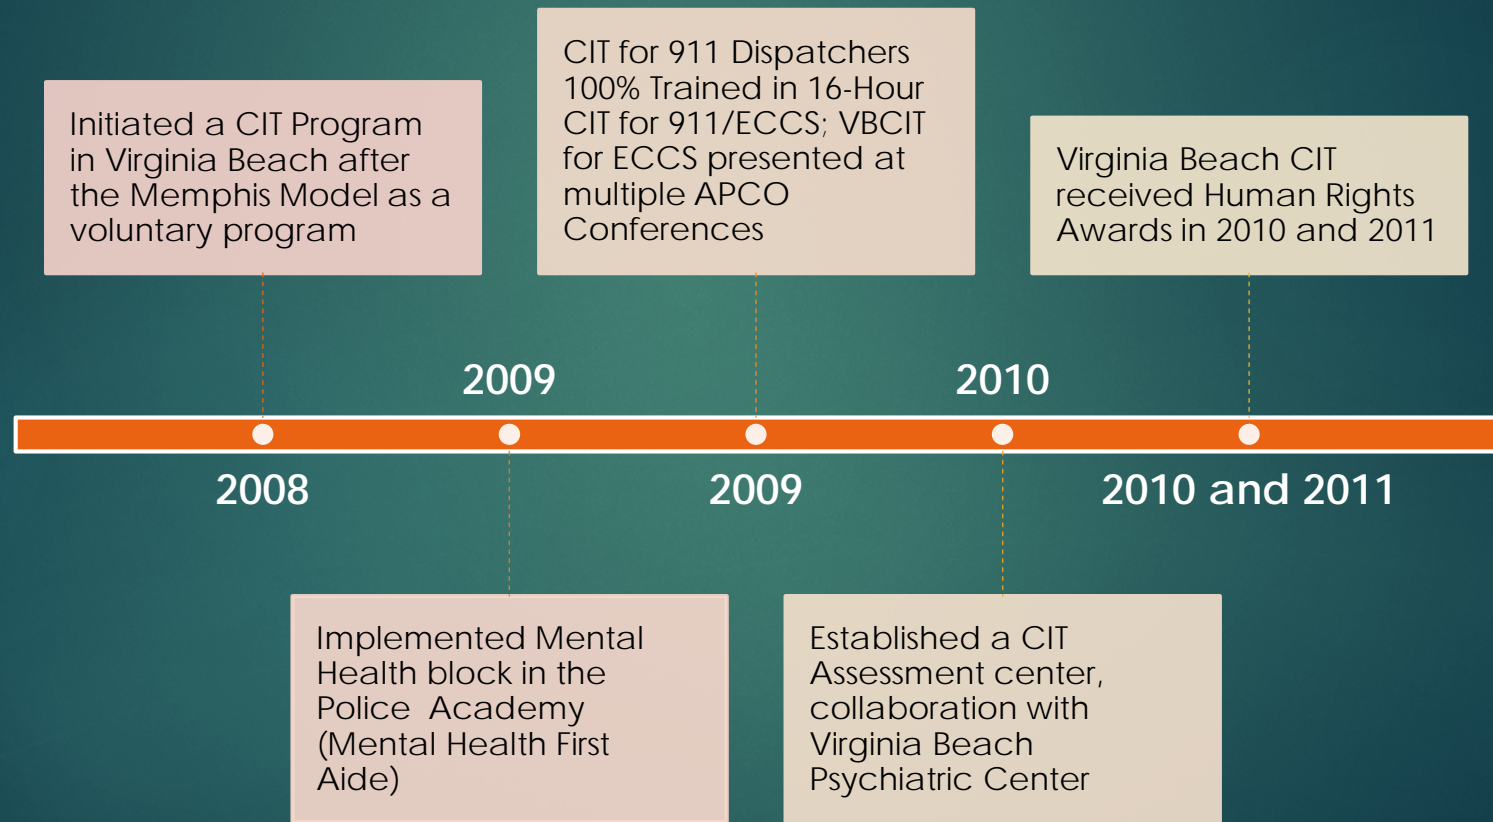 Initiated a CIT Program
in Virginia Beach after
the Memphis Model as a
voluntary program
2008
2009
Implemented Mental
Health block in the
Police  Academy
(Mental Health First
Aide)
CIT for 911 Dispatchers
100% Trained in 16-Hour
CIT for 911/ECCS; VBCIT
for ECCS presented at
multiple APCO
Conferences
2009
2010
Established a CIT
Assessment center,
collaboration with
Virginia Beach
Psychiatric Center
Virginia Beach CIT
received Human Rights
Awards in 2010 and 2011
2010 and 2011